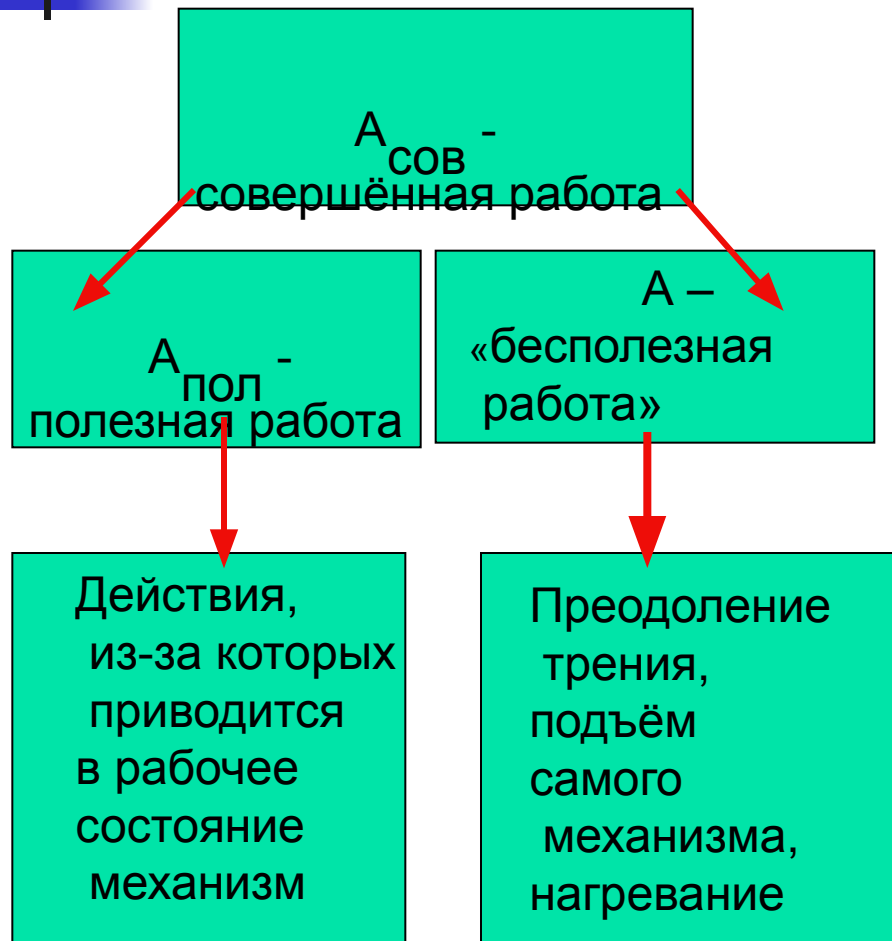 Aсов -
совершённая работа
Aпол -
полезная работа
А –
«бесполезная
работа»
Действия,
из-за которых
приводится
в рабочее
состояние
механизм
Преодоление
трения,
подъём
самого
механизма,
нагревание